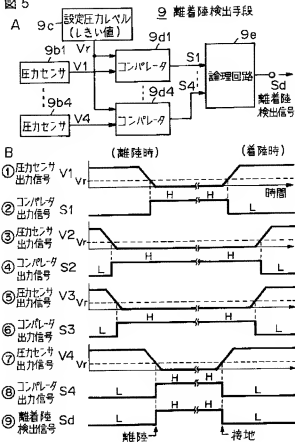 図5
A
9c
設定圧力レベル
(しきい値)
9 離着陸検出手段
9b1
圧力センサ
Vr
V1
9d1
コンパレータ
S1
9e
論理回路
Sd
離着陸
検出信号
9b4
圧力センサ
V4
9d4
コンパレータ
S4
B
(離陸時)
(着陸時)
①圧力センサ出力信号 V1 Vr
時間
②コンパレータ出力信号 S1 L H H L
③圧力センサ出力信号 V2 Vr
④コンパレータ出力信号 S2 L H H L
⑤圧力センサ出力信号 V3 Vr
⑥コンパレータ出力信号 S3 L H H L
⑦圧力センサ出力信号 V4 Vr
⑧コンパレータ出力信号 S4 L H H L
⑨離着陸検出信号 Sd L H H L
離陸
接地